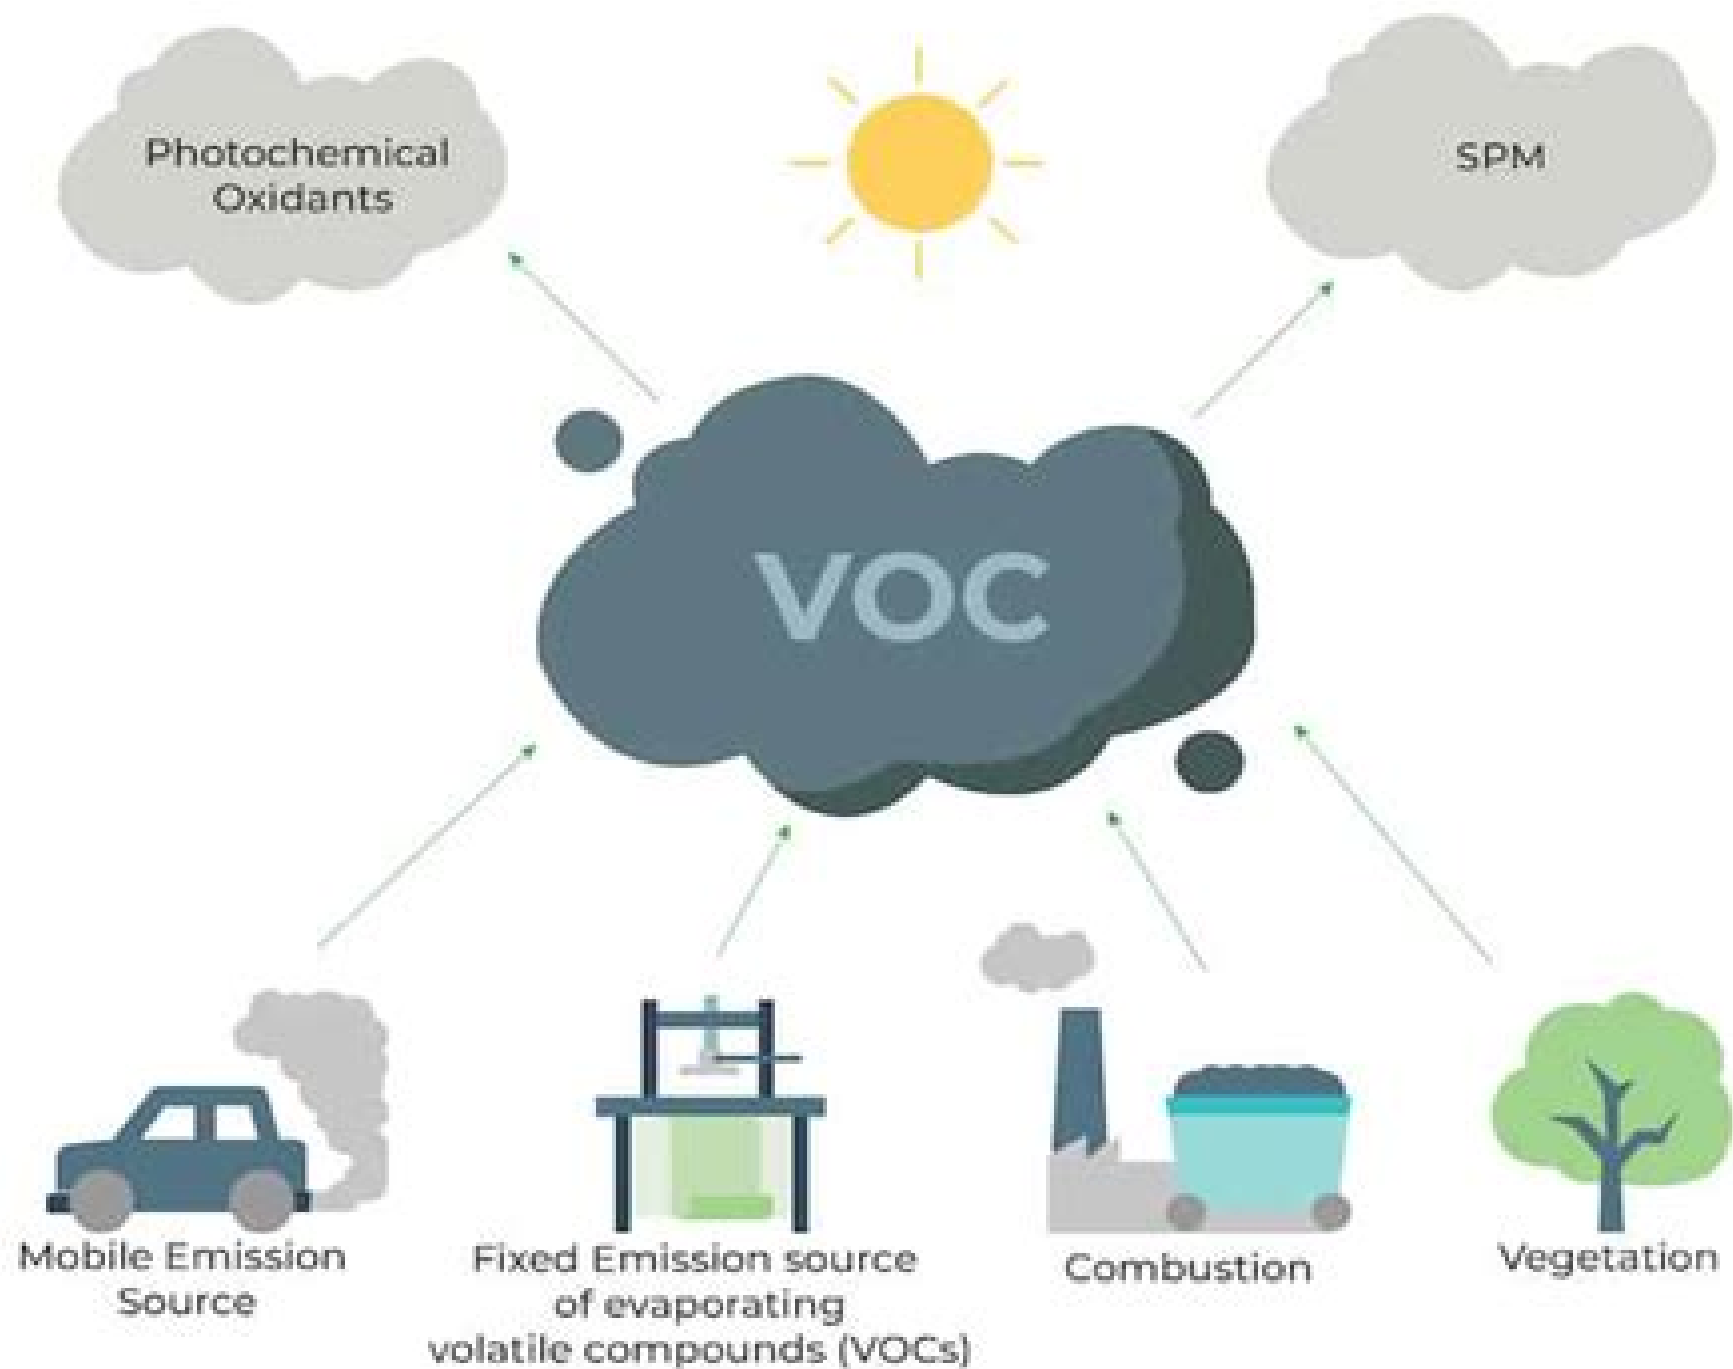 Photochemical
Oxidants
SPM
VOC
Mobile Emission
Source
Fixed Emission source
of evaporating
volatile compounds (VOCs)
Combustion
Vegetation